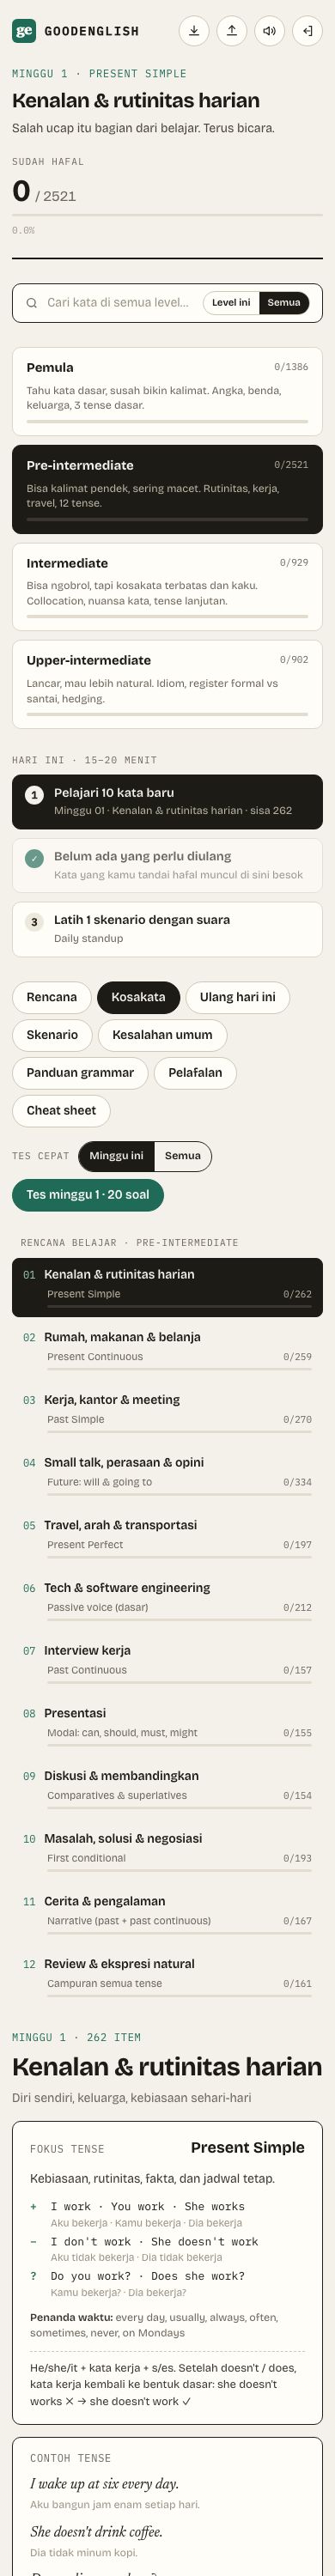 ge GOODENGLISH
MINGGU 1 · PRESENT SIMPLE
Kenalan & rutinitas harian
Salah ucap itu bagian dari belajar. Terus bicara.
SUDAH HAFAL
0 / 2521
0.0%
Cari kata di semua level... Level ini Semua
Pemula 0/1386
Tahu kata dasar, susah bikin kalimat. Angka, benda,
keluarga, 3 tense dasar.
Pre-intermediate 0/2521
Bisa kalimat pendek, sering macet. Rutinitas, kerja,
travel, 12 tense.
Intermediate 0/929
Bisa ngobrol, tapi kosakata terbatas dan kaku.
Collocation, nuansa kata, tense lanjutan.
Upper-intermediate 0/902
Lancar, mau lebih natural. Idiom, register formal vs
santai, hedging.
HARI INI · 15–20 MENIT
1 Pelajari 10 kata baru
Minggu 01 · Kenalan & rutinitas harian · sisa 262
✓ Belum ada yang perlu diulang
Kata yang kamu tandai hafal muncul di sini besok
3 Latih 1 skenario dengan suara
Daily standup
Rencana Kosakata Ulang hari ini
Skenario Kesalahan umum
Panduan grammar Pelafalan
Cheat sheet
TES CEPAT Minggu ini Semua
Tes minggu 1 · 20 soal
RENCANA BELAJAR · PRE-INTERMEDIATE
01 Kenalan & rutinitas harian
Present Simple 0/262
02 Rumah, makanan & belanja
Present Continuous 0/259
03 Kerja, kantor & meeting
Past Simple 0/270
04 Small talk, perasaan & opini
Future: will & going to 0/334
05 Travel, arah & transportasi
Present Perfect 0/197
06 Tech & software engineering
Passive voice (dasar) 0/212
07 Interview kerja
Past Continuous 0/157
08 Presentasi
Modal: can, should, must, might 0/155
09 Diskusi & membandingkan
Comparatives & superlatives 0/154
10 Masalah, solusi & negosiasi
First conditional 0/193
11 Cerita & pengalaman
Narrative (past + past continuous) 0/167
12 Review & ekspresi natural
Campuran semua tense 0/161
MINGGU 1 · 262 ITEM
Kenalan & rutinitas harian
Diri sendiri, keluarga, kebiasaan sehari-hari
FOKUS TENSE Present Simple
Kebiasaan, rutinitas, fakta, dan jadwal tetap.
+ I work · You work · She works
Aku bekerja · Kamu bekerja · Dia bekerja
− I don't work · She doesn't work
Aku tidak bekerja · Dia tidak bekerja
? Do you work? · Does she work?
Kamu bekerja? · Dia bekerja?
Penanda waktu: every day, usually, always, often,
sometimes, never, on Mondays
He/she/it + kata kerja + s/es. Setelah doesn't / does,
kata kerja kembali ke bentuk dasar: she doesn't
works ✕ → she doesn't work ✓
CONTOH TENSE
I wake up at six every day.
Aku bangun jam enam setiap hari.
She doesn't drink coffee.
Dia tidak minum kopi.